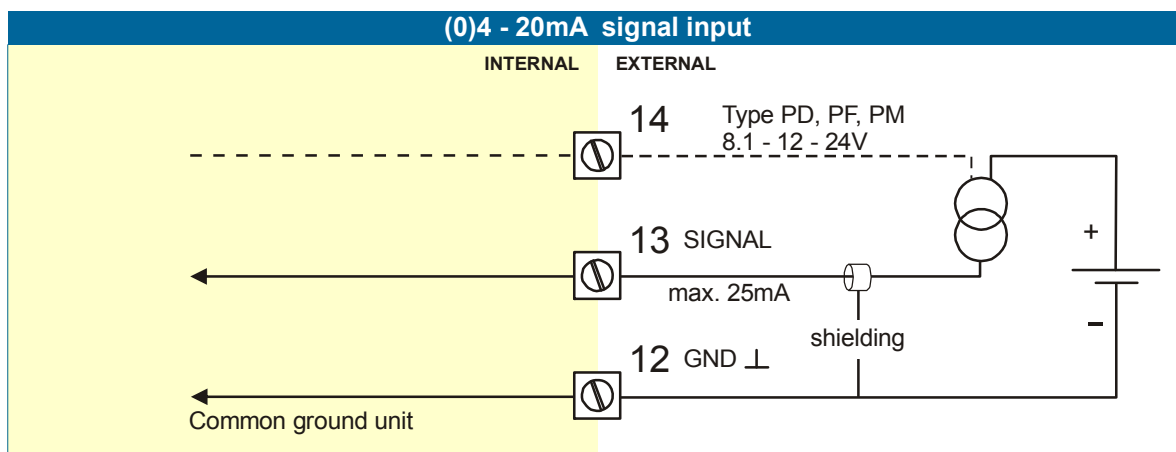 (0)4 - 20mA signal input
INTERNAL
EXTERNAL
14
Type PD, PF, PM
8.1 - 12 - 24V
13 SIGNAL
max. 25mA
+
shielding
-
12 GND ⊥
Common ground unit